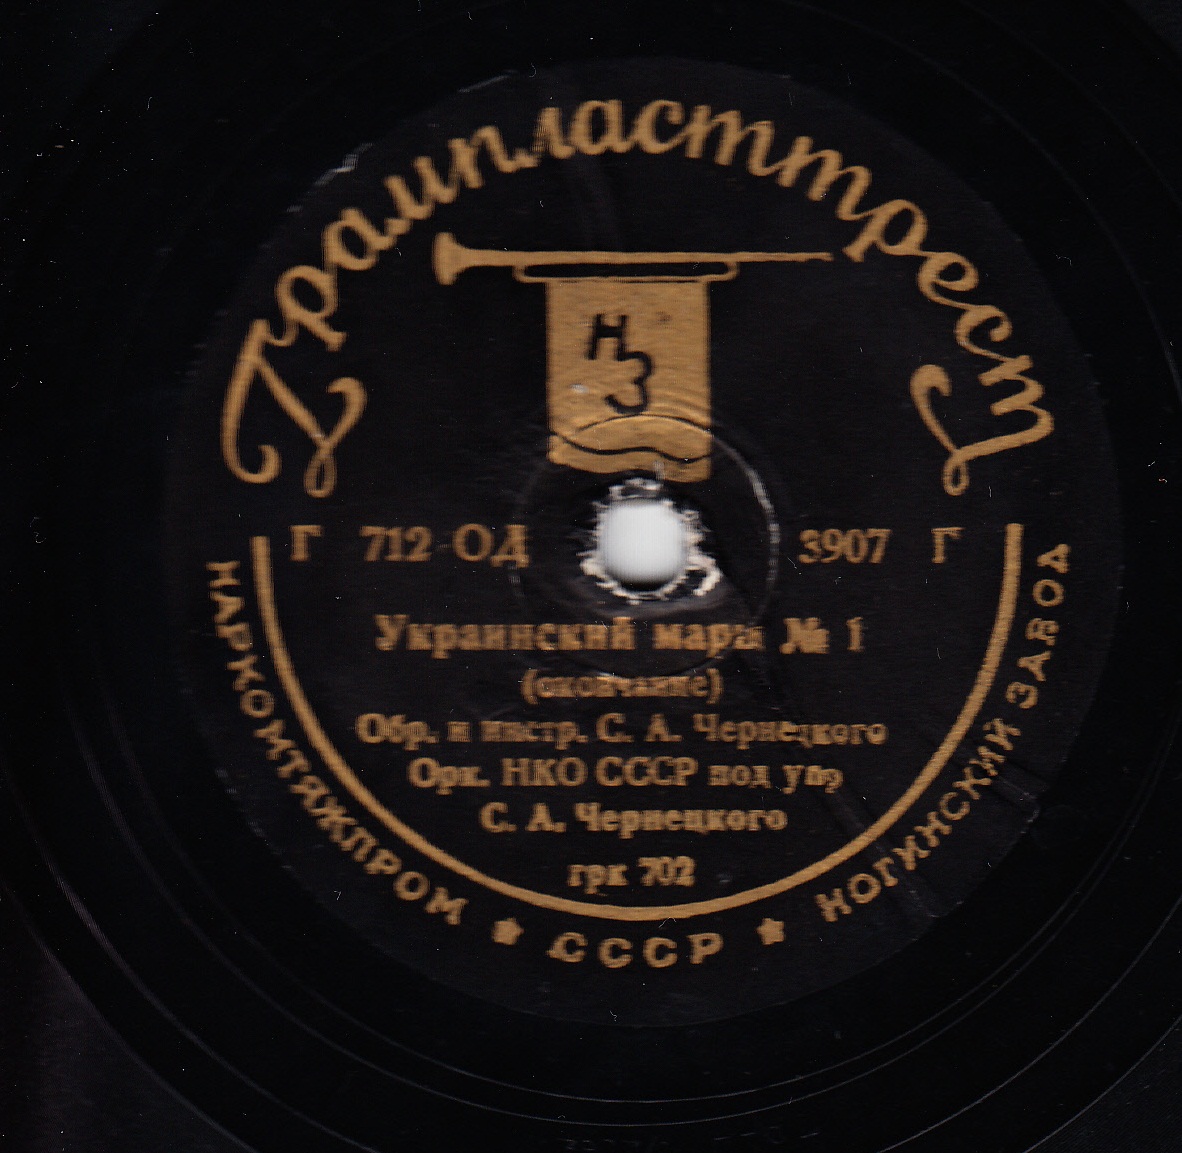 Грампласттрест
НЗ
Г 712 ОД 3907 Г
Украинский марш № 1
(окончание)
Обр. и инстр. С. А. Чернецкого
Орк. НКО СССР под упр
С. А. Чернецкого
грк 702
НАРКОМТЯЖПРОМ ★ СССР ★ НОГИНСКИЙ ЗАВОД